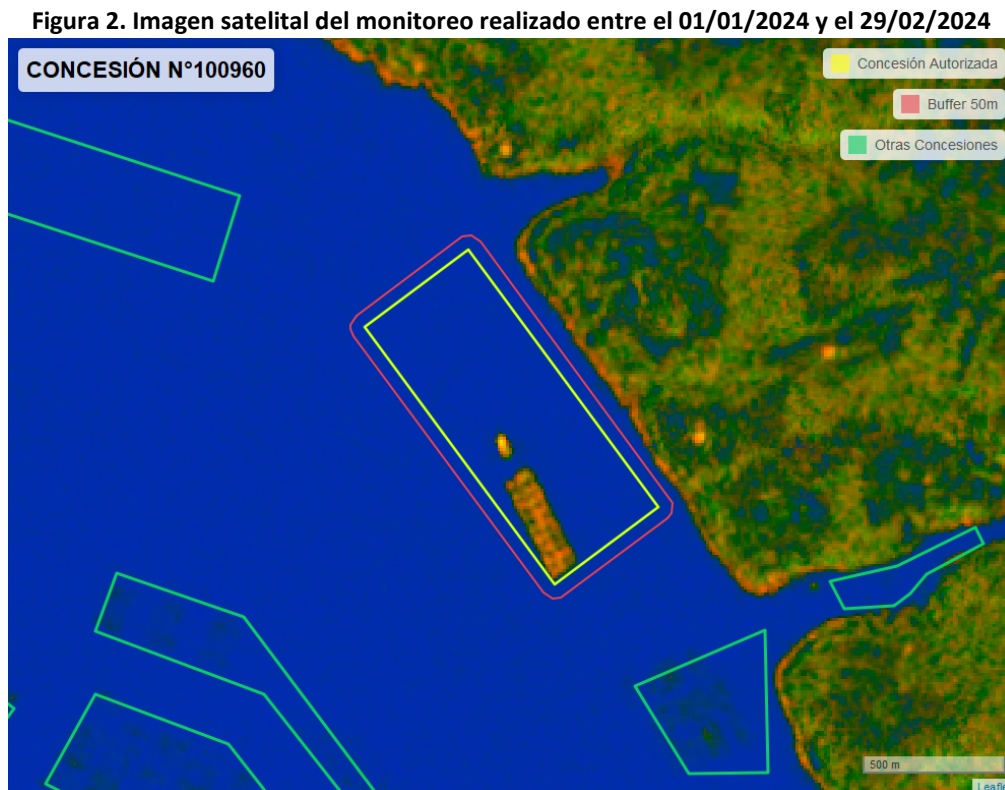 Figura 2. Imagen satelital del monitoreo realizado entre el 01/01/2024 y el 29/02/2024
CONCESIÓN N°100960
Concesión Autorizada
Buffer 50m
Otras Concesiones
500 m